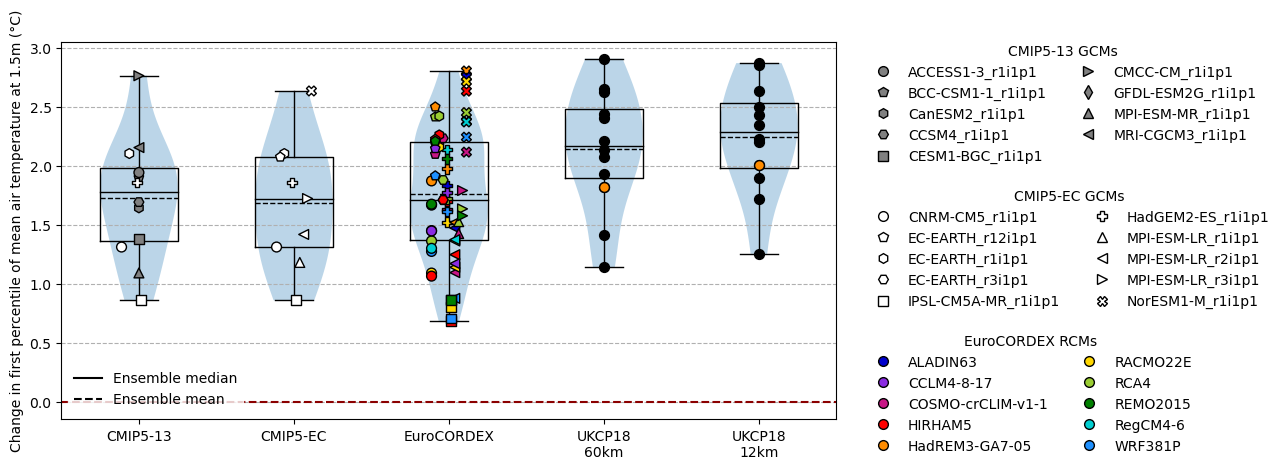 Change in first percentile of mean air temperature at 1.5m (°C)
3.0
2.5
2.0
1.5
1.0
0.5
0.0
Ensemble median
Ensemble mean
CMIP5-13
CMIP5-EC
EuroCORDEX
UKCP18
60km
UKCP18
12km
CMIP5-13 GCMs
ACCESS1-3_r1i1p1
BCC-CSM1-1_r1i1p1
CanESM2_r1i1p1
CCSM4_r1i1p1
CESM1-BGC_r1i1p1
CMCC-CM_r1i1p1
GFDL-ESM2G_r1i1p1
MPI-ESM-MR_r1i1p1
MRI-CGCM3_r1i1p1
CMIP5-EC GCMs
CNRM-CM5_r1i1p1
EC-EARTH_r12i1p1
EC-EARTH_r1i1p1
EC-EARTH_r3i1p1
IPSL-CM5A-MR_r1i1p1
HadGEM2-ES_r1i1p1
MPI-ESM-LR_r1i1p1
MPI-ESM-LR_r2i1p1
MPI-ESM-LR_r3i1p1
NorESM1-M_r1i1p1
EuroCORDEX RCMs
ALADIN63
CCLM4-8-17
COSMO-crCLIM-v1-1
HIRHAM5
HadREM3-GA7-05
RACMO22E
RCA4
REMO2015
RegCM4-6
WRF381P